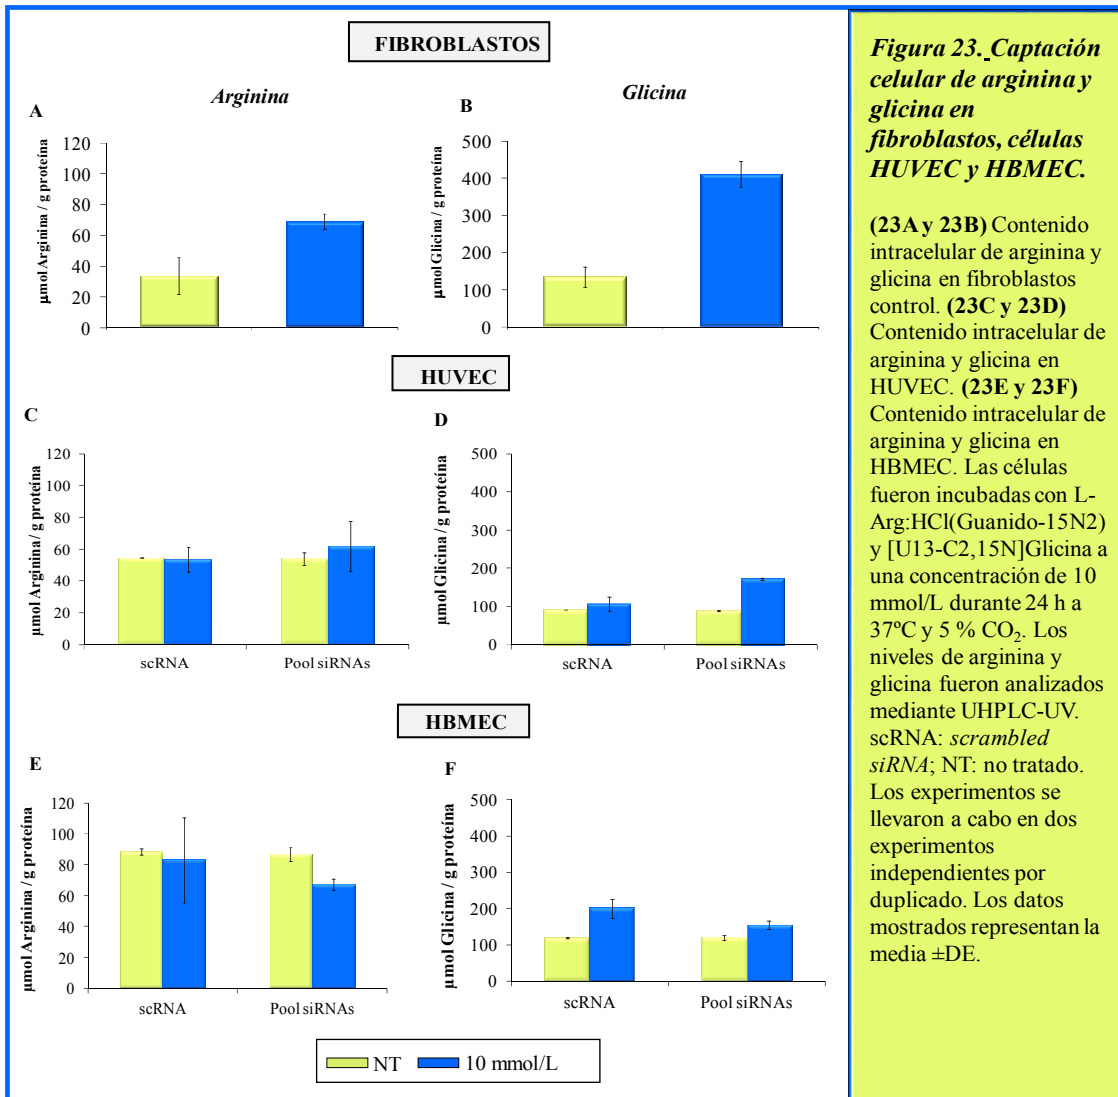 FIBROBLASTOS
Arginina
Glicina
A
µmol Arginina / g proteína
120
100
80
60
40
20
0
B
µmol Glicina / g proteína
500
400
300
200
100
0
HUVEC
C
µmol Arginina / g proteína
120
100
80
60
40
20
0
scRNA
Pool siRNAs
D
µmol Glicina / g proteína
500
400
300
200
100
0
scRNA
Pool siRNAs
HBMEC
E
µmol Arginina / g proteína
120
100
80
60
40
20
0
scRNA
Pool siRNAs
F
µmol Glicina / g proteína
500
400
300
200
100
0
scRNA
Pool siRNAs
NT
10 mmol/L
Figura 23. Captación
celular de arginina y
glicina en
fibroblastos, células
HUVEC y HBMEC.
(23A y 23B) Contenido
intracelular de arginina y
glicina en fibroblastos
control. (23C y 23D)
Contenido intracelular de
arginina y glicina en
HUVEC. (23E y 23F)
Contenido intracelular de
arginina y glicina en
HBMEC. Las células
fueron incubadas con L-
Arg:HCl(Guanido-15N2)
y [U13-C2,15N]Glicina a
una concentración de 10
mmol/L durante 24 h a
37ºC y 5 % CO₂. Los
niveles de arginina y
glicina fueron analizados
mediante UHPLC-UV.
scRNA: scrambled
siRNA; NT: no tratado.
Los experimentos se
llevaron a cabo en dos
experimentos
independientes por
duplicado. Los datos
mostrados representan la
media ±DE.